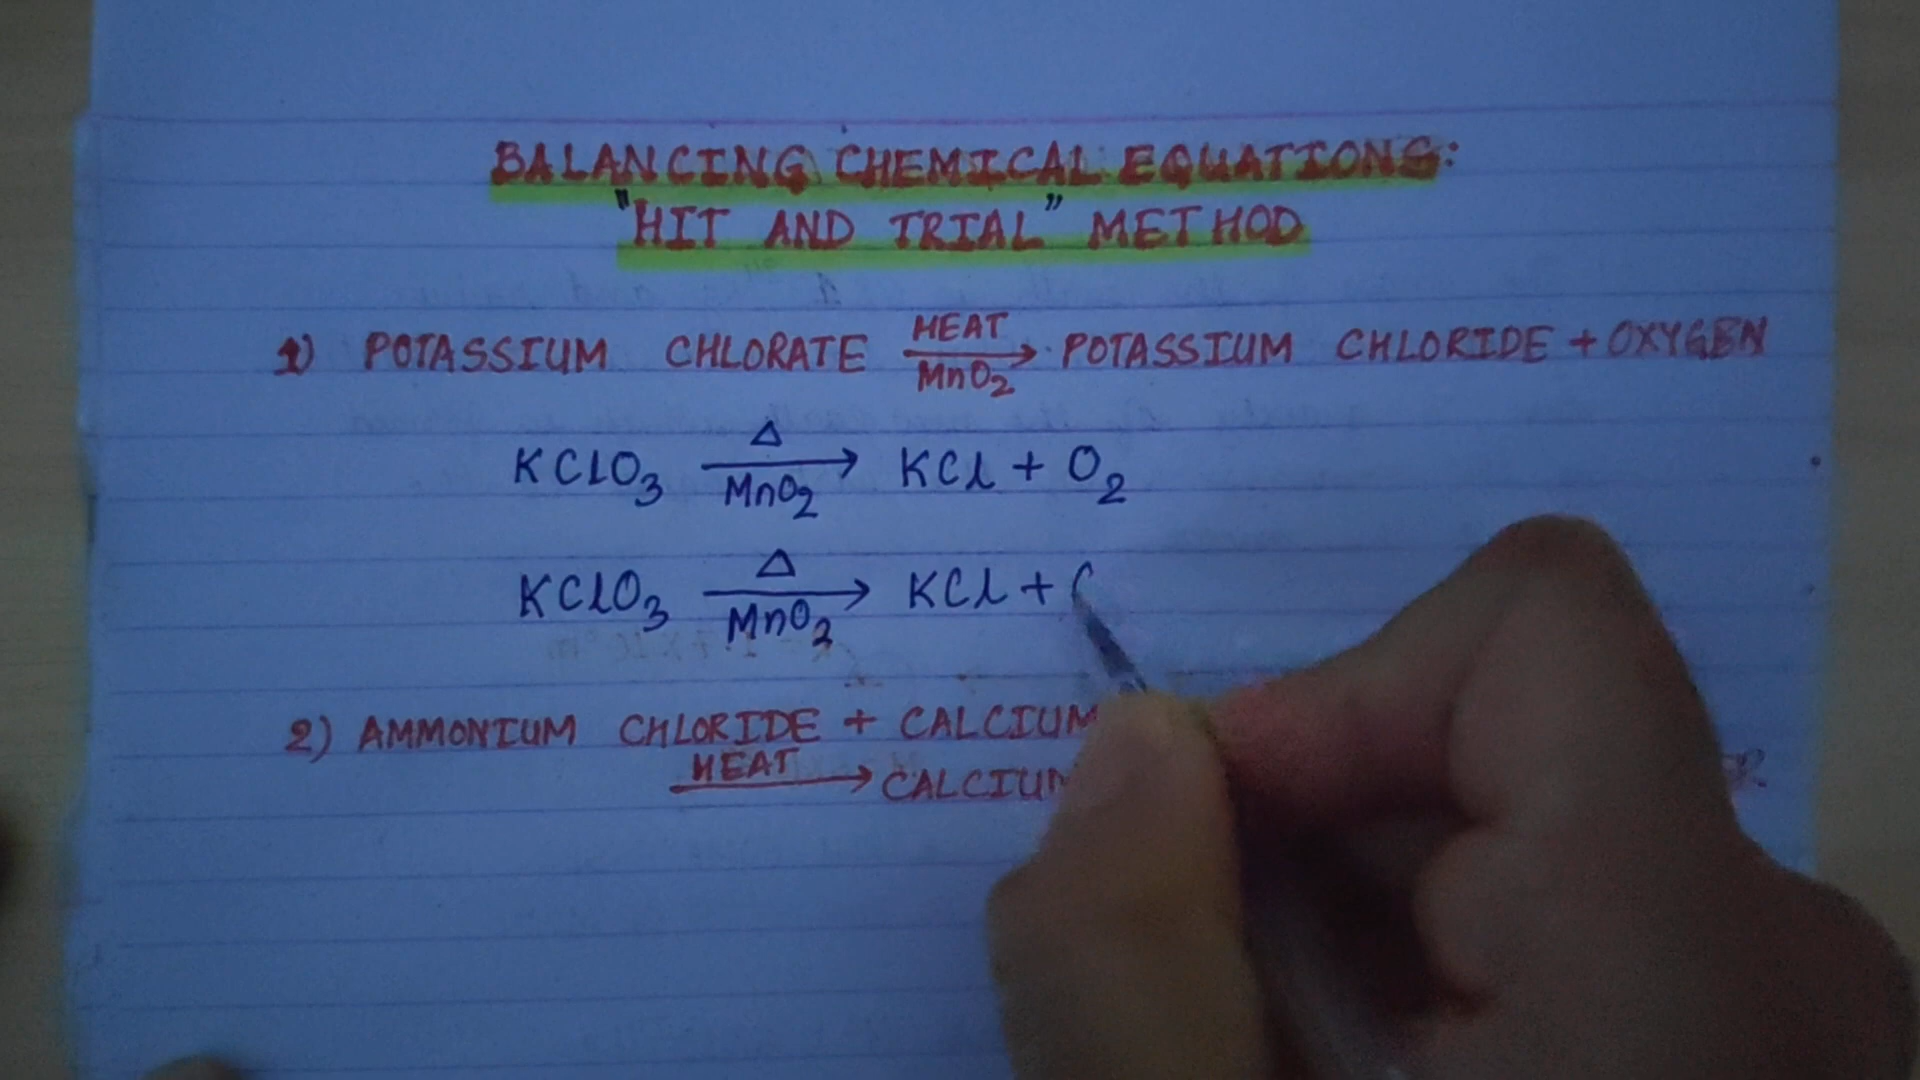 BALANCING CHEMICAL EQUATIONS:
"HIT AND TRIAL" METHOD
1) POTASSIUM CHLORATE HEAT MnO₂ → POTASSIUM CHLORIDE + OXYGEN
KClO₃ Δ MnO₂ → KCl + O₂
KClO₃ Δ MnO₂ → KCl +
2) AMMONIUM CHLORIDE + CALCIUM
HEAT → CALCIUM